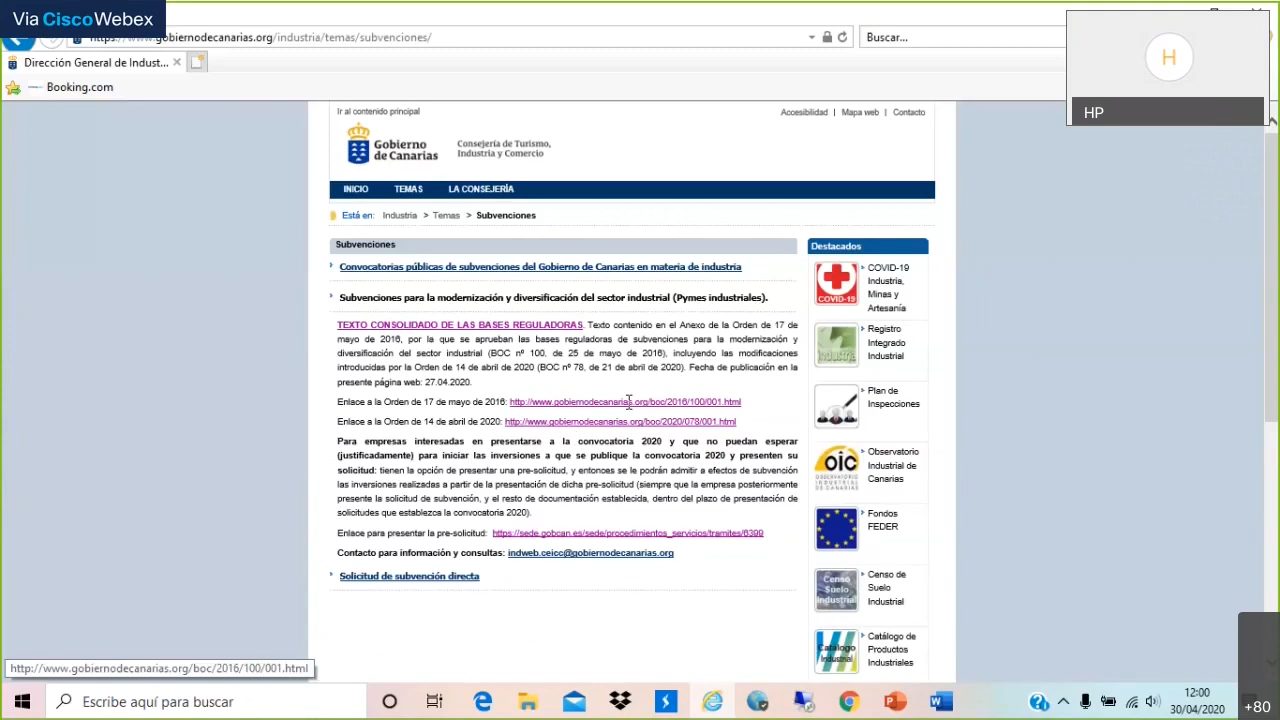 Via Cisco Webex
https://www.gobiernodecanarias.org/industria/temas/subvenciones/
Buscar...
Dirección General de Indust...
Booking.com
H
HP
Ir al contenido principal
Accesibilidad | Mapa web | Contacto
Gobierno
de Canarias
Consejería de Turismo,
Industria y Comercio
INICIO TEMAS LA CONSEJERÍA
Está en: Industria > Temas > Subvenciones
Subvenciones
Convocatorias públicas de subvenciones del Gobierno de Canarias en materia de industria
Subvenciones para la modernización y diversificación del sector industrial (Pymes industriales).
TEXTO CONSOLIDADO DE LAS BASES REGULADORAS. Texto contenido en el Anexo de la Orden de 17 de
mayo de 2016, por la que se aprueban las bases reguladoras de subvenciones para la modernización y
diversificación del sector industrial (BOC nº 100, de 25 de mayo de 2016), incluyendo las modificaciones
introducidas por la Orden de 14 de abril de 2020 (BOC nº 78, de 21 de abril de 2020). Fecha de publicación en la
presente página web: 27.04.2020.
Enlace a la Orden de 17 de mayo de 2016: http://www.gobiernodecanarias.org/boc/2016/100/001.html
Enlace a la Orden de 14 de abril de 2020: http://www.gobiernodecanarias.org/boc/2020/078/001.html
Para empresas interesadas en presentarse a la convocatoria 2020 y que no puedan esperar
(justificadamente) para iniciar las inversiones a que se publique la convocatoria 2020 y presenten su
solicitud: tienen la opción de presentar una pre-solicitud, y entonces se le podrán admitir a efectos de subvención
las inversiones realizadas a partir de la presentación de dicha pre-solicitud (siempre que la empresa posteriormente
presente la solicitud de subvención, y el resto de documentación establecida, dentro del plazo de presentación de
solicitudes que establezca la convocatoria 2020).
Enlace para presentar la pre-solicitud: https://sede.gobcan.es/sede/procedimientos_servicios/tramites/6399
Contacto para información y consultas: indweb.ceicc@gobiernodecanarias.org
Solicitud de subvención directa
Destacados
COVID-19
COVID-19
Industria,
Minas y
Artesanía
Industria
Registro
Integrado
Industrial
Plan de
Inspecciones
oic
OBSERVATORIO
INDUSTRIAL
DE CANARIAS
Observatorio
Industrial de
Canarias
Fondos
FEDER
Censo
Suelo
Industrial
Censo de
Suelo
Industrial
Catálogo
Industrial
Catálogo de
Productos
Industriales
http://www.gobiernodecanarias.org/boc/2016/100/001.html
Escribe aquí para buscar
12:00
30/04/2020
+80